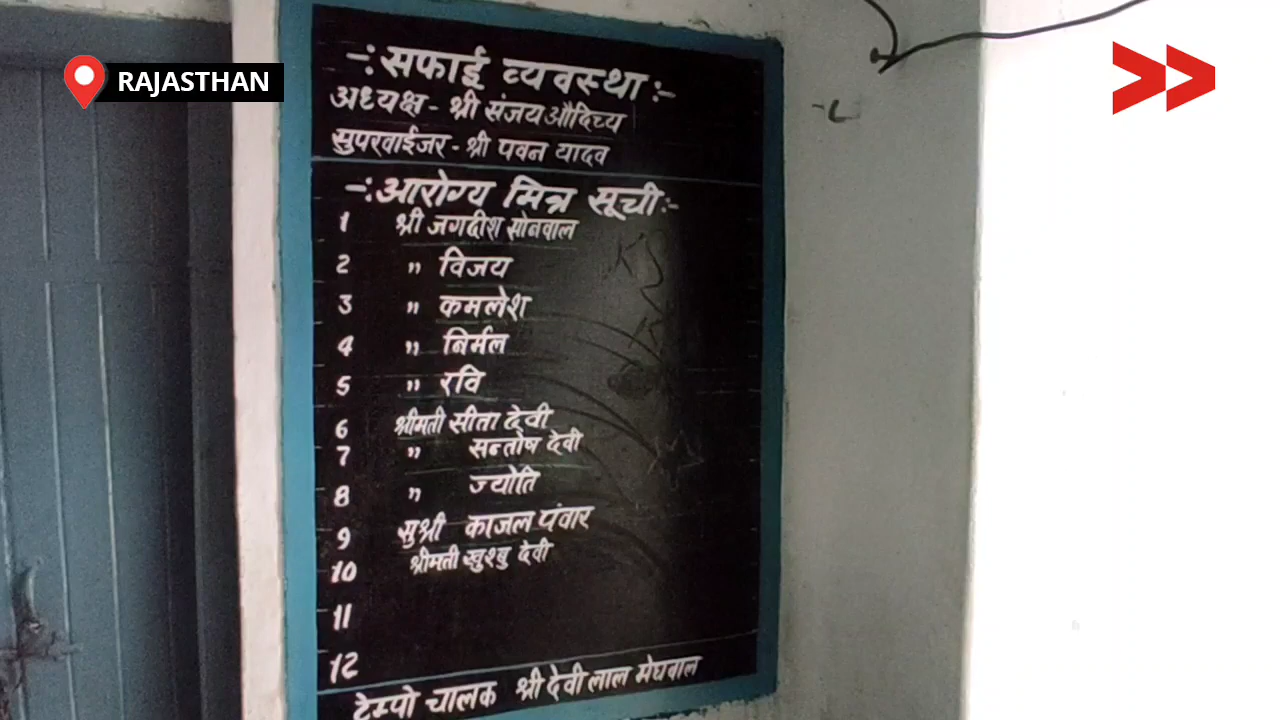 RAJASTHAN
-: सफाई व्यवस्था :-
अध्यक्ष - श्री संजय औदिच्य
सुपरवाईजर - श्री पवन यादव
-: आरोग्य मित्र सूची :-
1 श्री जगदीश सोनवाल
2 " विजय
3 " कमलेश
4 " निर्मल
5 " रवि
6 श्रीमती सीता देवी
7 " सन्तोष देवी
8 " ज्योति
9 सुश्री काजल पंवार
10 श्रीमती खुश्बु देवी
11
12
टेम्पो चालक श्री देवी लाल मेघवाल